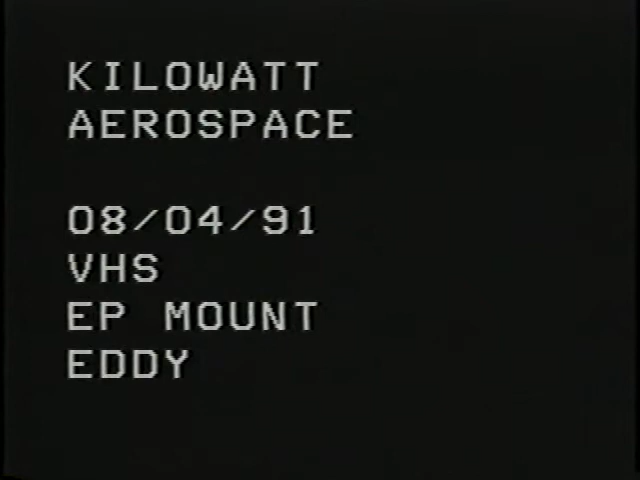 KILOWATT
AEROSPACE
08/04/91
VHS
EP MOUNT
EDDY